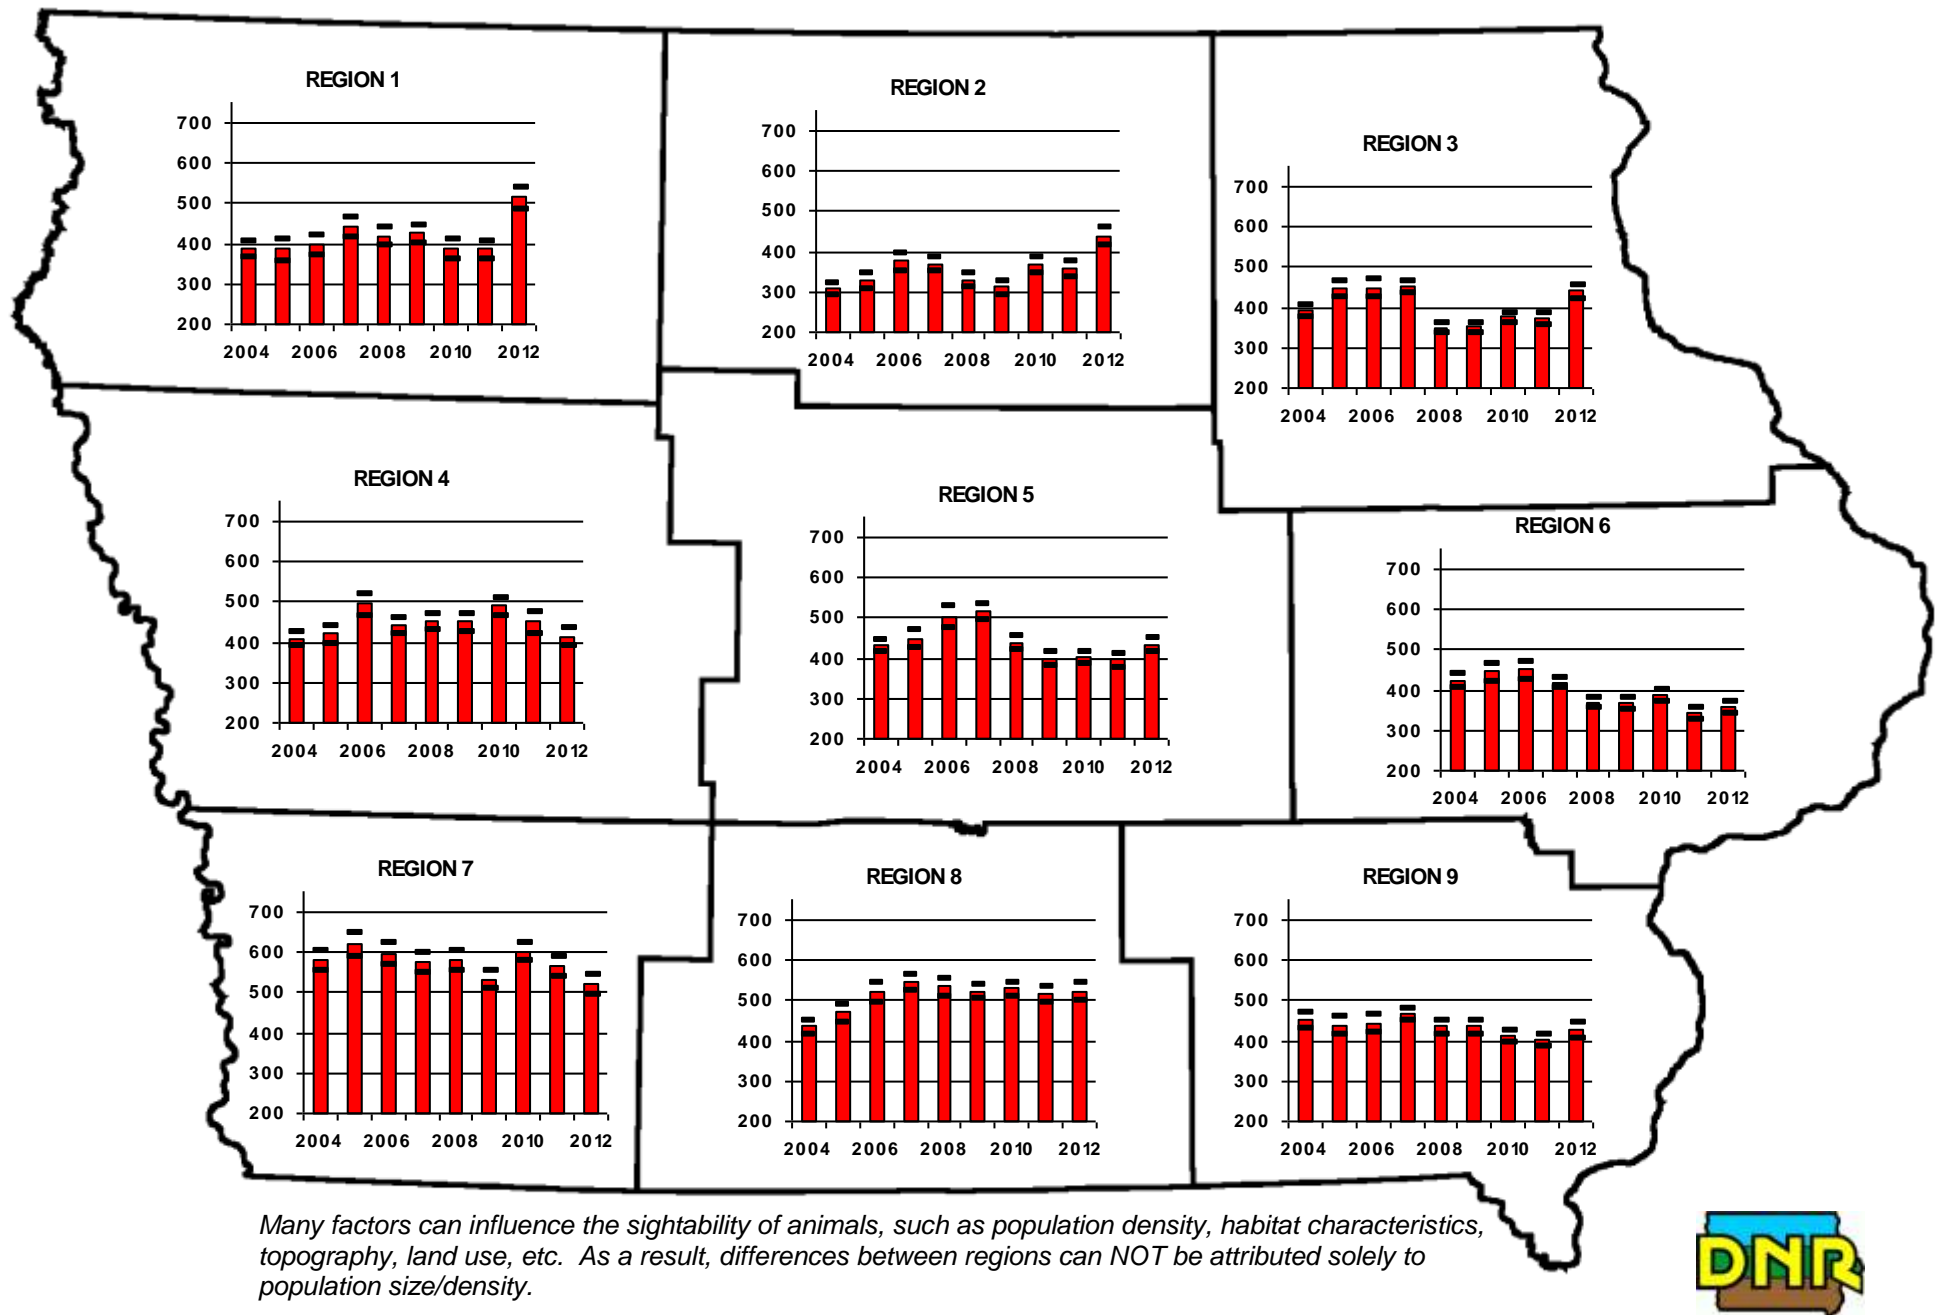 REGION 1
700
600
500
400
300
200
2004 2006 2008 2010 2012
REGION 2
700
600
500
400
300
200
2004 2006 2008 2010 2012
REGION 3
700
600
500
400
300
200
2004 2006 2008 2010 2012
REGION 4
700
600
500
400
300
200
2004 2006 2008 2010 2012
REGION 5
700
600
500
400
300
200
2004 2006 2008 2010 2012
REGION 6
700
600
500
400
300
200
2004 2006 2008 2010 2012
REGION 7
700
600
500
400
300
200
2004 2006 2008 2010 2012
REGION 8
700
600
500
400
300
200
2004 2006 2008 2010 2012
REGION 9
700
600
500
400
300
200
2004 2006 2008 2010 2012
Many factors can influence the sightability of animals, such as population density, habitat characteristics,
topography, land use, etc.  As a result, differences between regions can NOT be attributed solely to
population size/density.
DNR